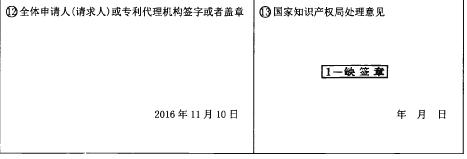 ⑫全体申请人(请求人)或专利代理机构签字或者盖章
2016年11月10日
⑬国家知识产权局处理意见
1—缺签章
年 月 日